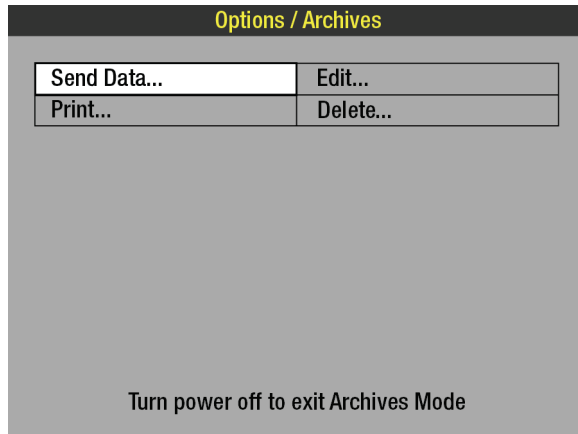 Options / Archives
Send Data... Edit...
Print... Delete...
Turn power off to exit Archives Mode